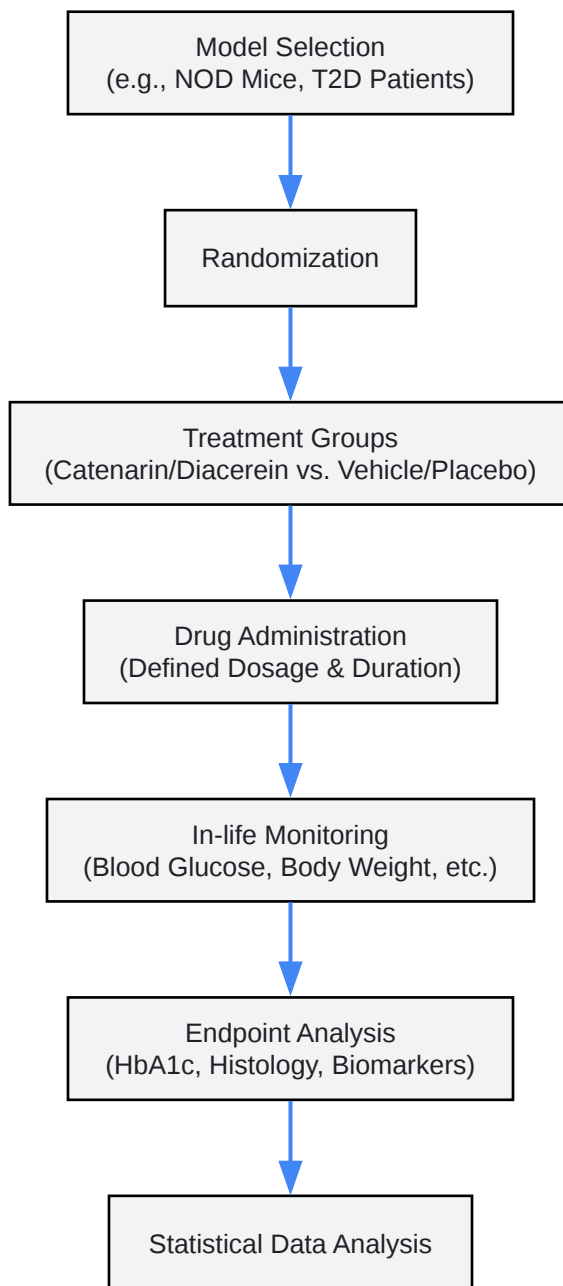 Model Selection
(e.g., NOD Mice, T2D Patients)
Randomization
Treatment Groups
(Catenarin/Diacerein vs. Vehicle/Placebo)
Drug Administration
(Defined Dosage & Duration)
In-life Monitoring
(Blood Glucose, Body Weight, etc.)
Endpoint Analysis
(HbA1c, Histology, Biomarkers)
Statistical Data Analysis